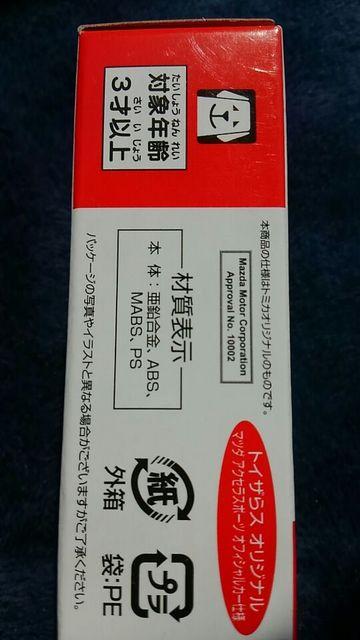 たいしょう ねん れい
対象年齢
さい い じょう
3才以上
本商品の仕様はトミカオリジナルのものです。
Mazda Motor Corporation
Approval No. 10002
材質表示
本 体：亜鉛合金、ABS、
MABS、PS
パッケージの写真やイラストと異なる場合がございますがご了承ください。
トイザらス オリジナル
マツダ アクセラスポーツ オフィシャルカー仕様
紙
外箱
プラ
袋:PE